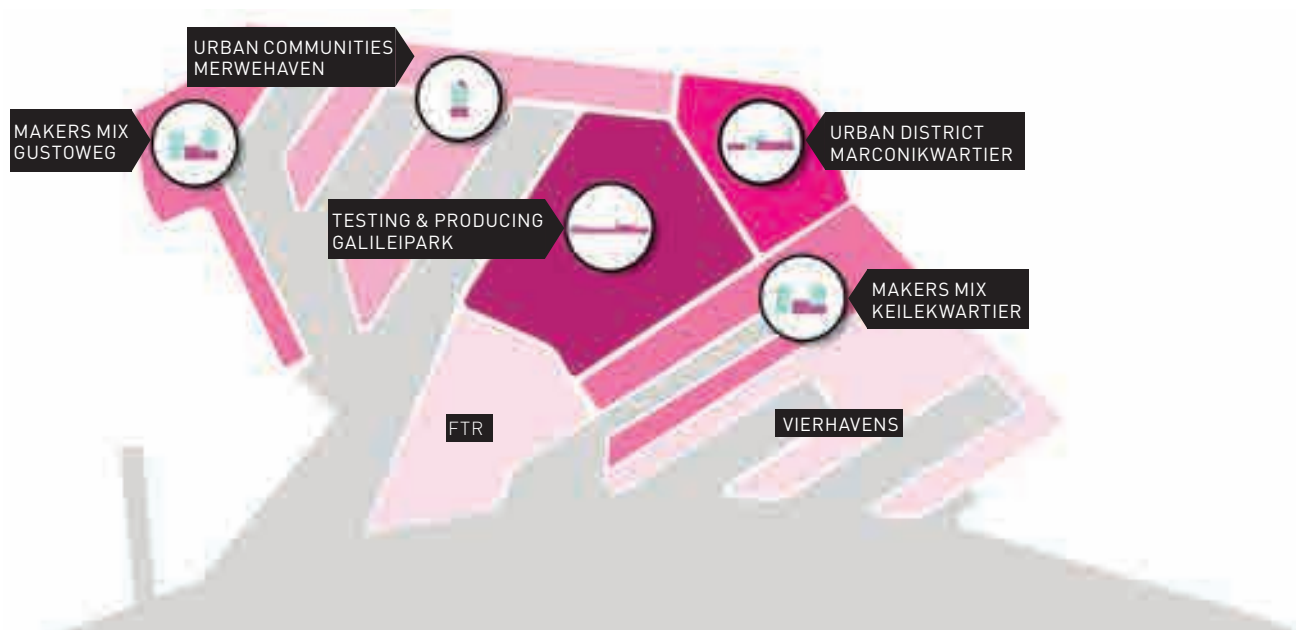 URBAN COMMUNITIES
MERWEHAVEN
MAKERS MIX
GUSTOWEG
URBAN DISTRICT
MARCONIKWARTIER
TESTING & PRODUCING
GALILEIPARK
MAKERS MIX
KEILEKWARTIER
FTR
VIERHAVENS